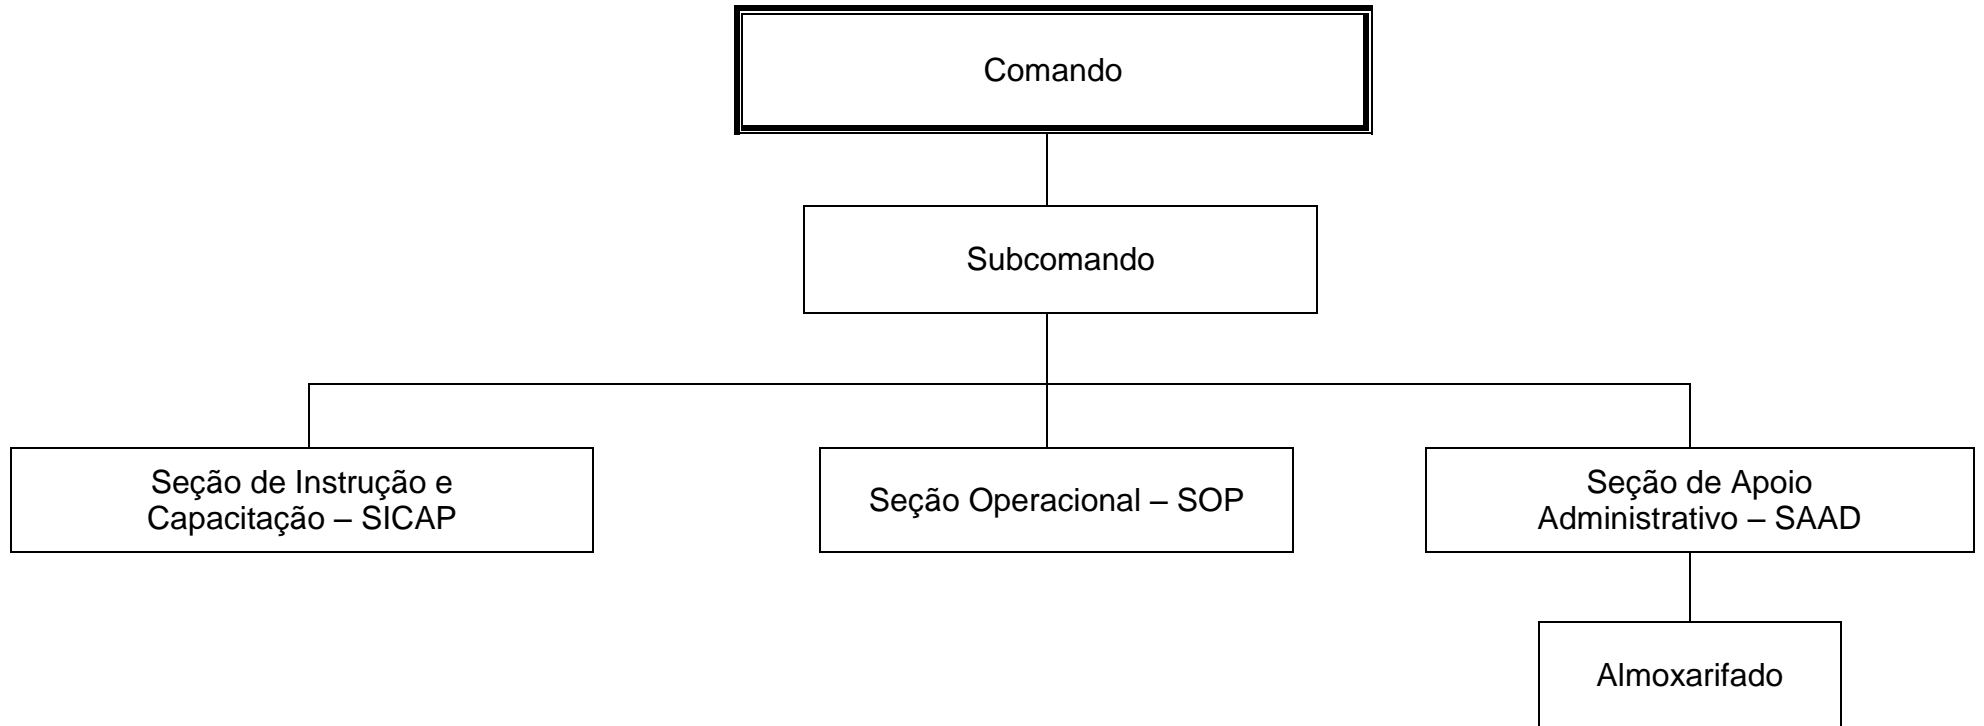 Comando
Subcomando
Seção de Instrução e
Capacitação – SICAP
Seção Operacional – SOP
Seção de Apoio
Administrativo – SAAD
Almoxarifado